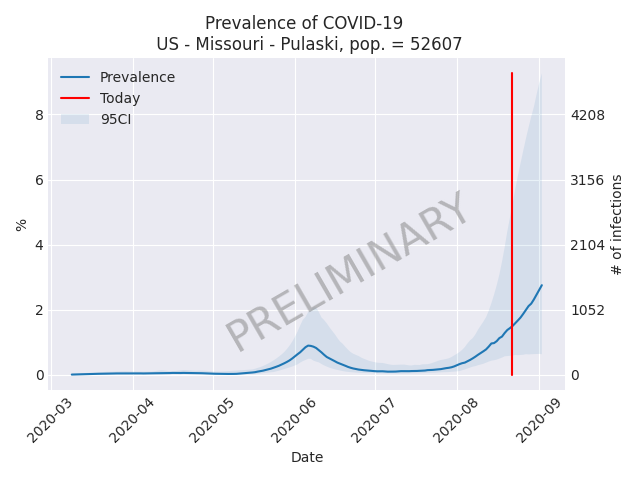 Prevalence of COVID-19
US - Missouri - Pulaski, pop. = 52607
Prevalence
Today
95CI
8
6
4
2
0
%
4208
3156
2104
1052
0
# of infections
PRELIMINARY
2020-03
2020-04
2020-05
2020-06
2020-07
2020-08
2020-09
Date